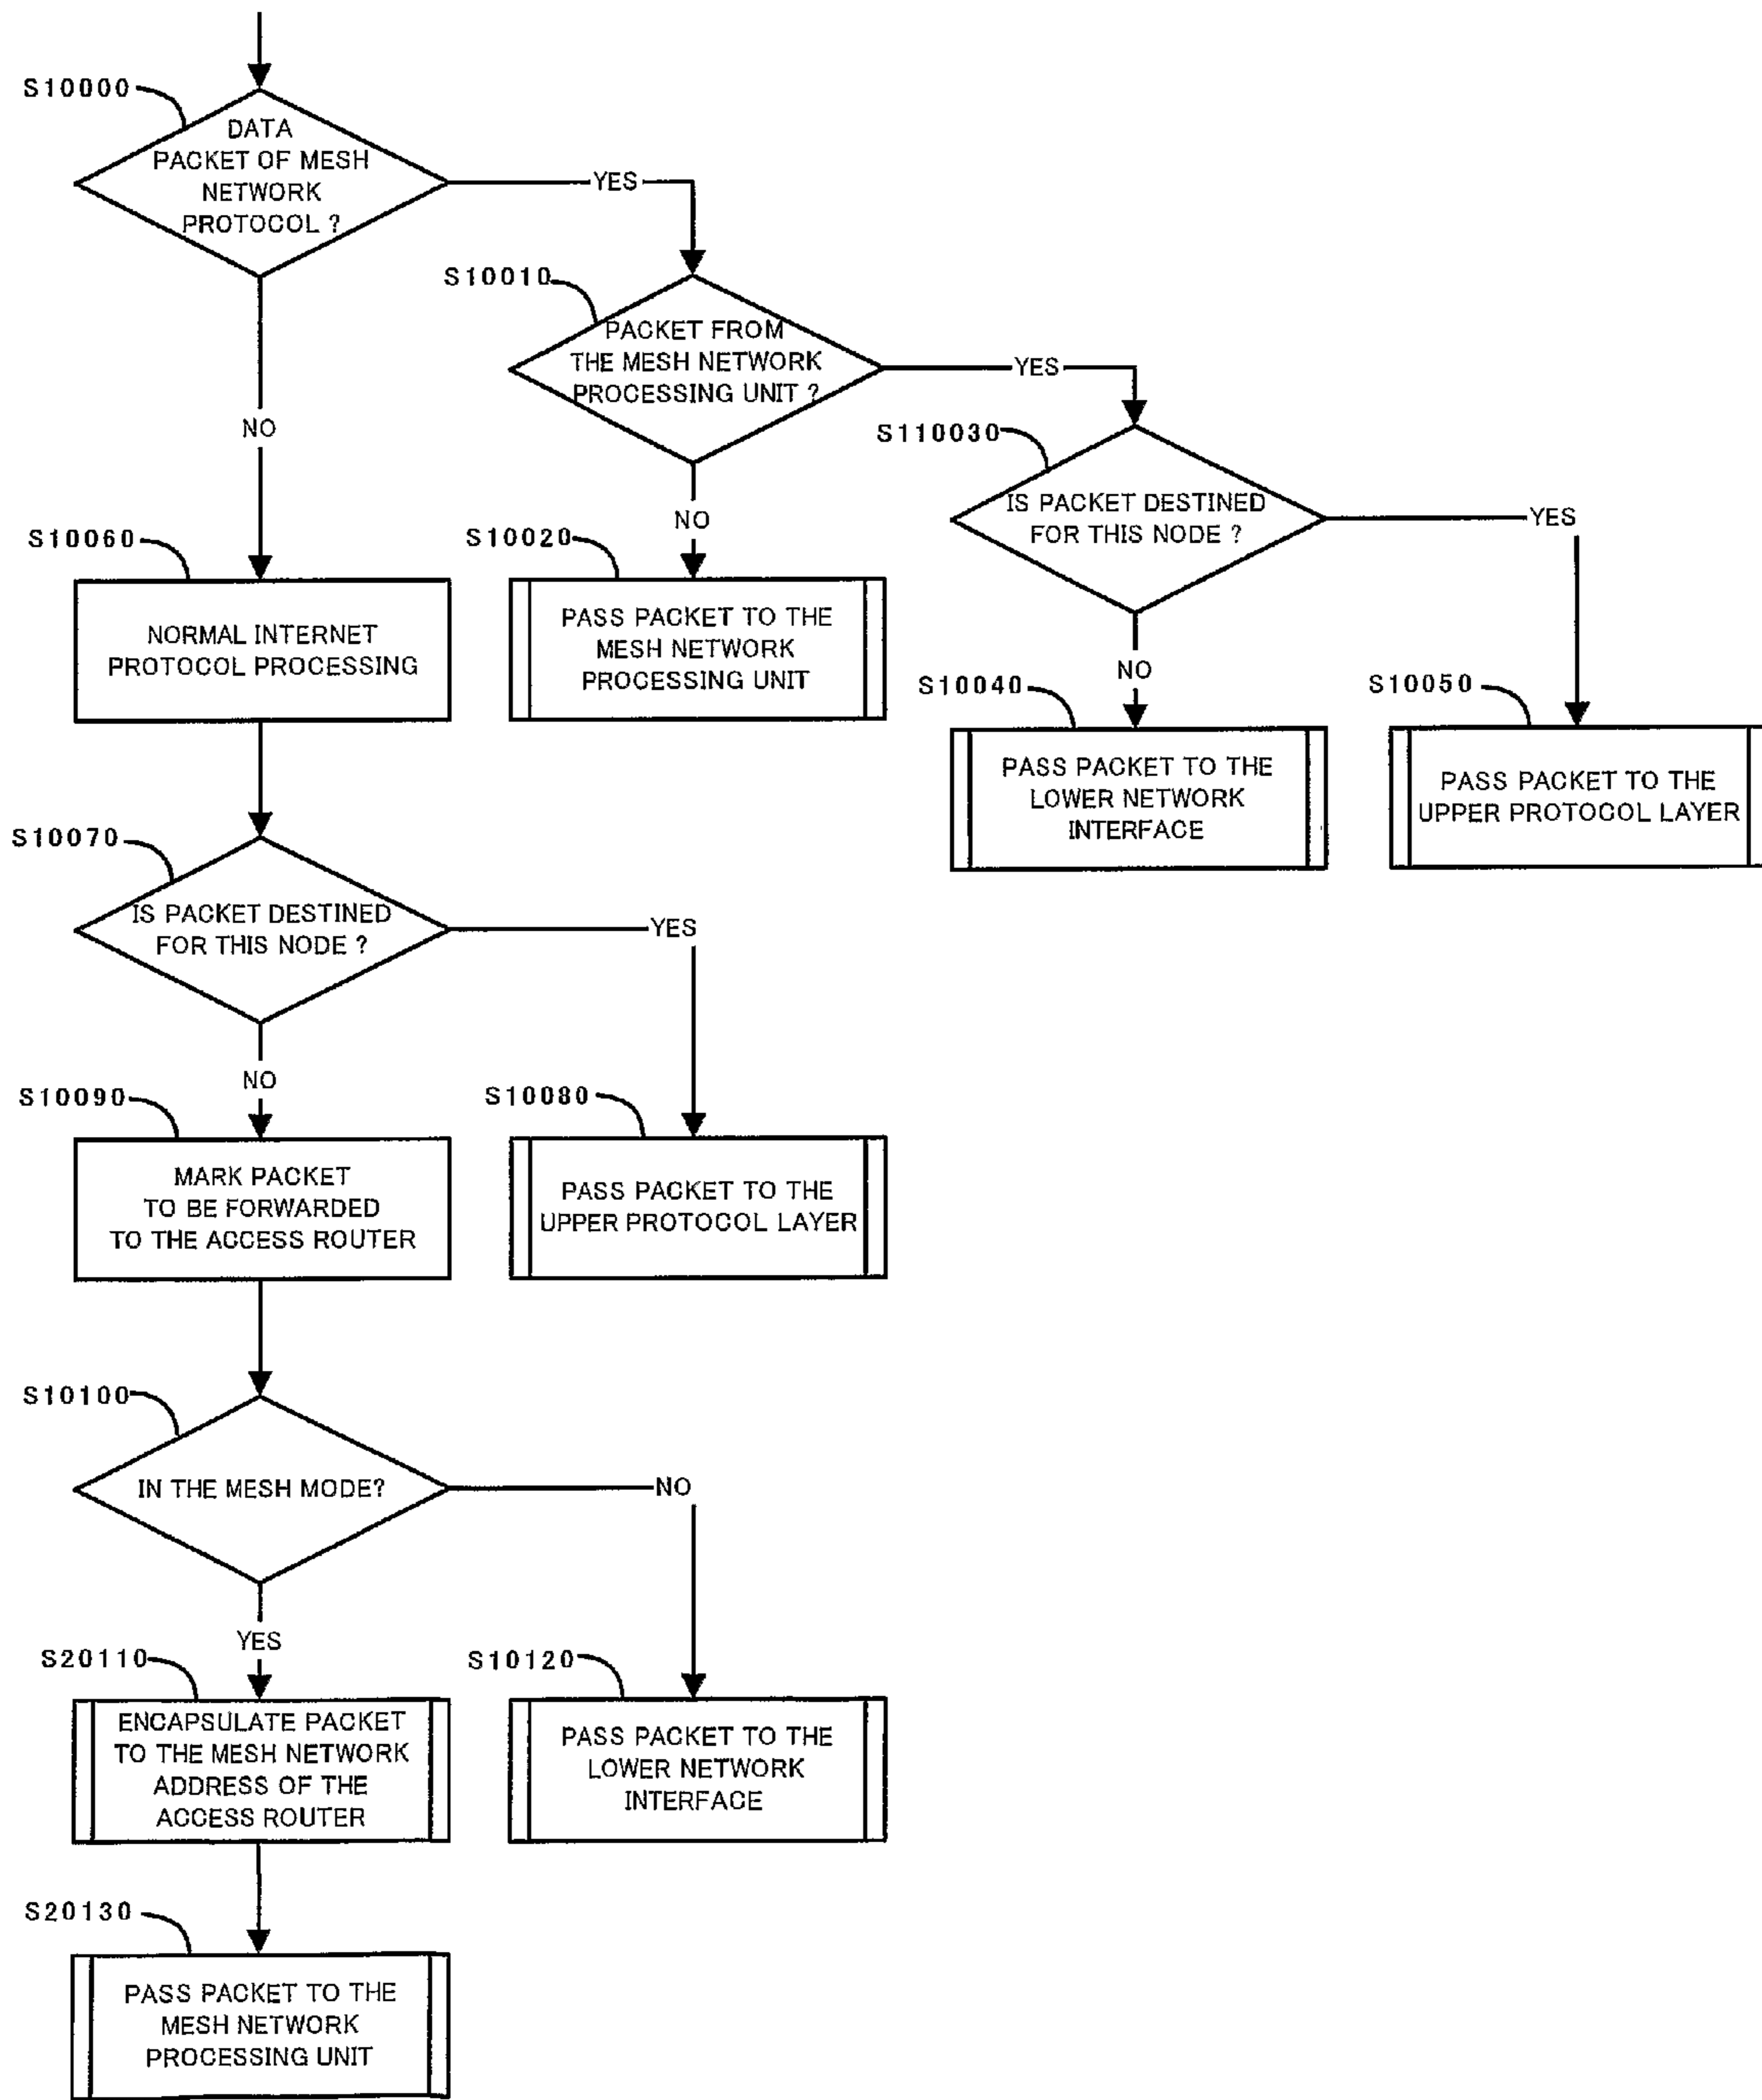 S10000
DATA
PACKET OF MESH
NETWORK
PROTOCOL ?
YES
S10010
PACKET FROM
THE MESH NETWORK
PROCESSING UNIT ?
YES
NO
S110030
IS PACKET DESTINED
FOR THIS NODE ?
YES
NO
S10060
NORMAL INTERNET
PROTOCOL PROCESSING
S10020
PASS PACKET TO THE
MESH NETWORK
PROCESSING UNIT
NO
S10040
PASS PACKET TO THE
LOWER NETWORK
INTERFACE
S10050
PASS PACKET TO THE
UPPER PROTOCOL LAYER
S10070
IS PACKET DESTINED
FOR THIS NODE ?
YES
NO
S10090
MARK PACKET
TO BE FORWARDED
TO THE ACCESS ROUTER
S10080
PASS PACKET TO THE
UPPER PROTOCOL LAYER
S10100
IN THE MESH MODE?
NO
YES
S20110
ENCAPSULATE PACKET
TO THE MESH NETWORK
ADDRESS OF THE
ACCESS ROUTER
S10120
PASS PACKET TO THE
LOWER NETWORK
INTERFACE
S20130
PASS PACKET TO THE
MESH NETWORK
PROCESSING UNIT